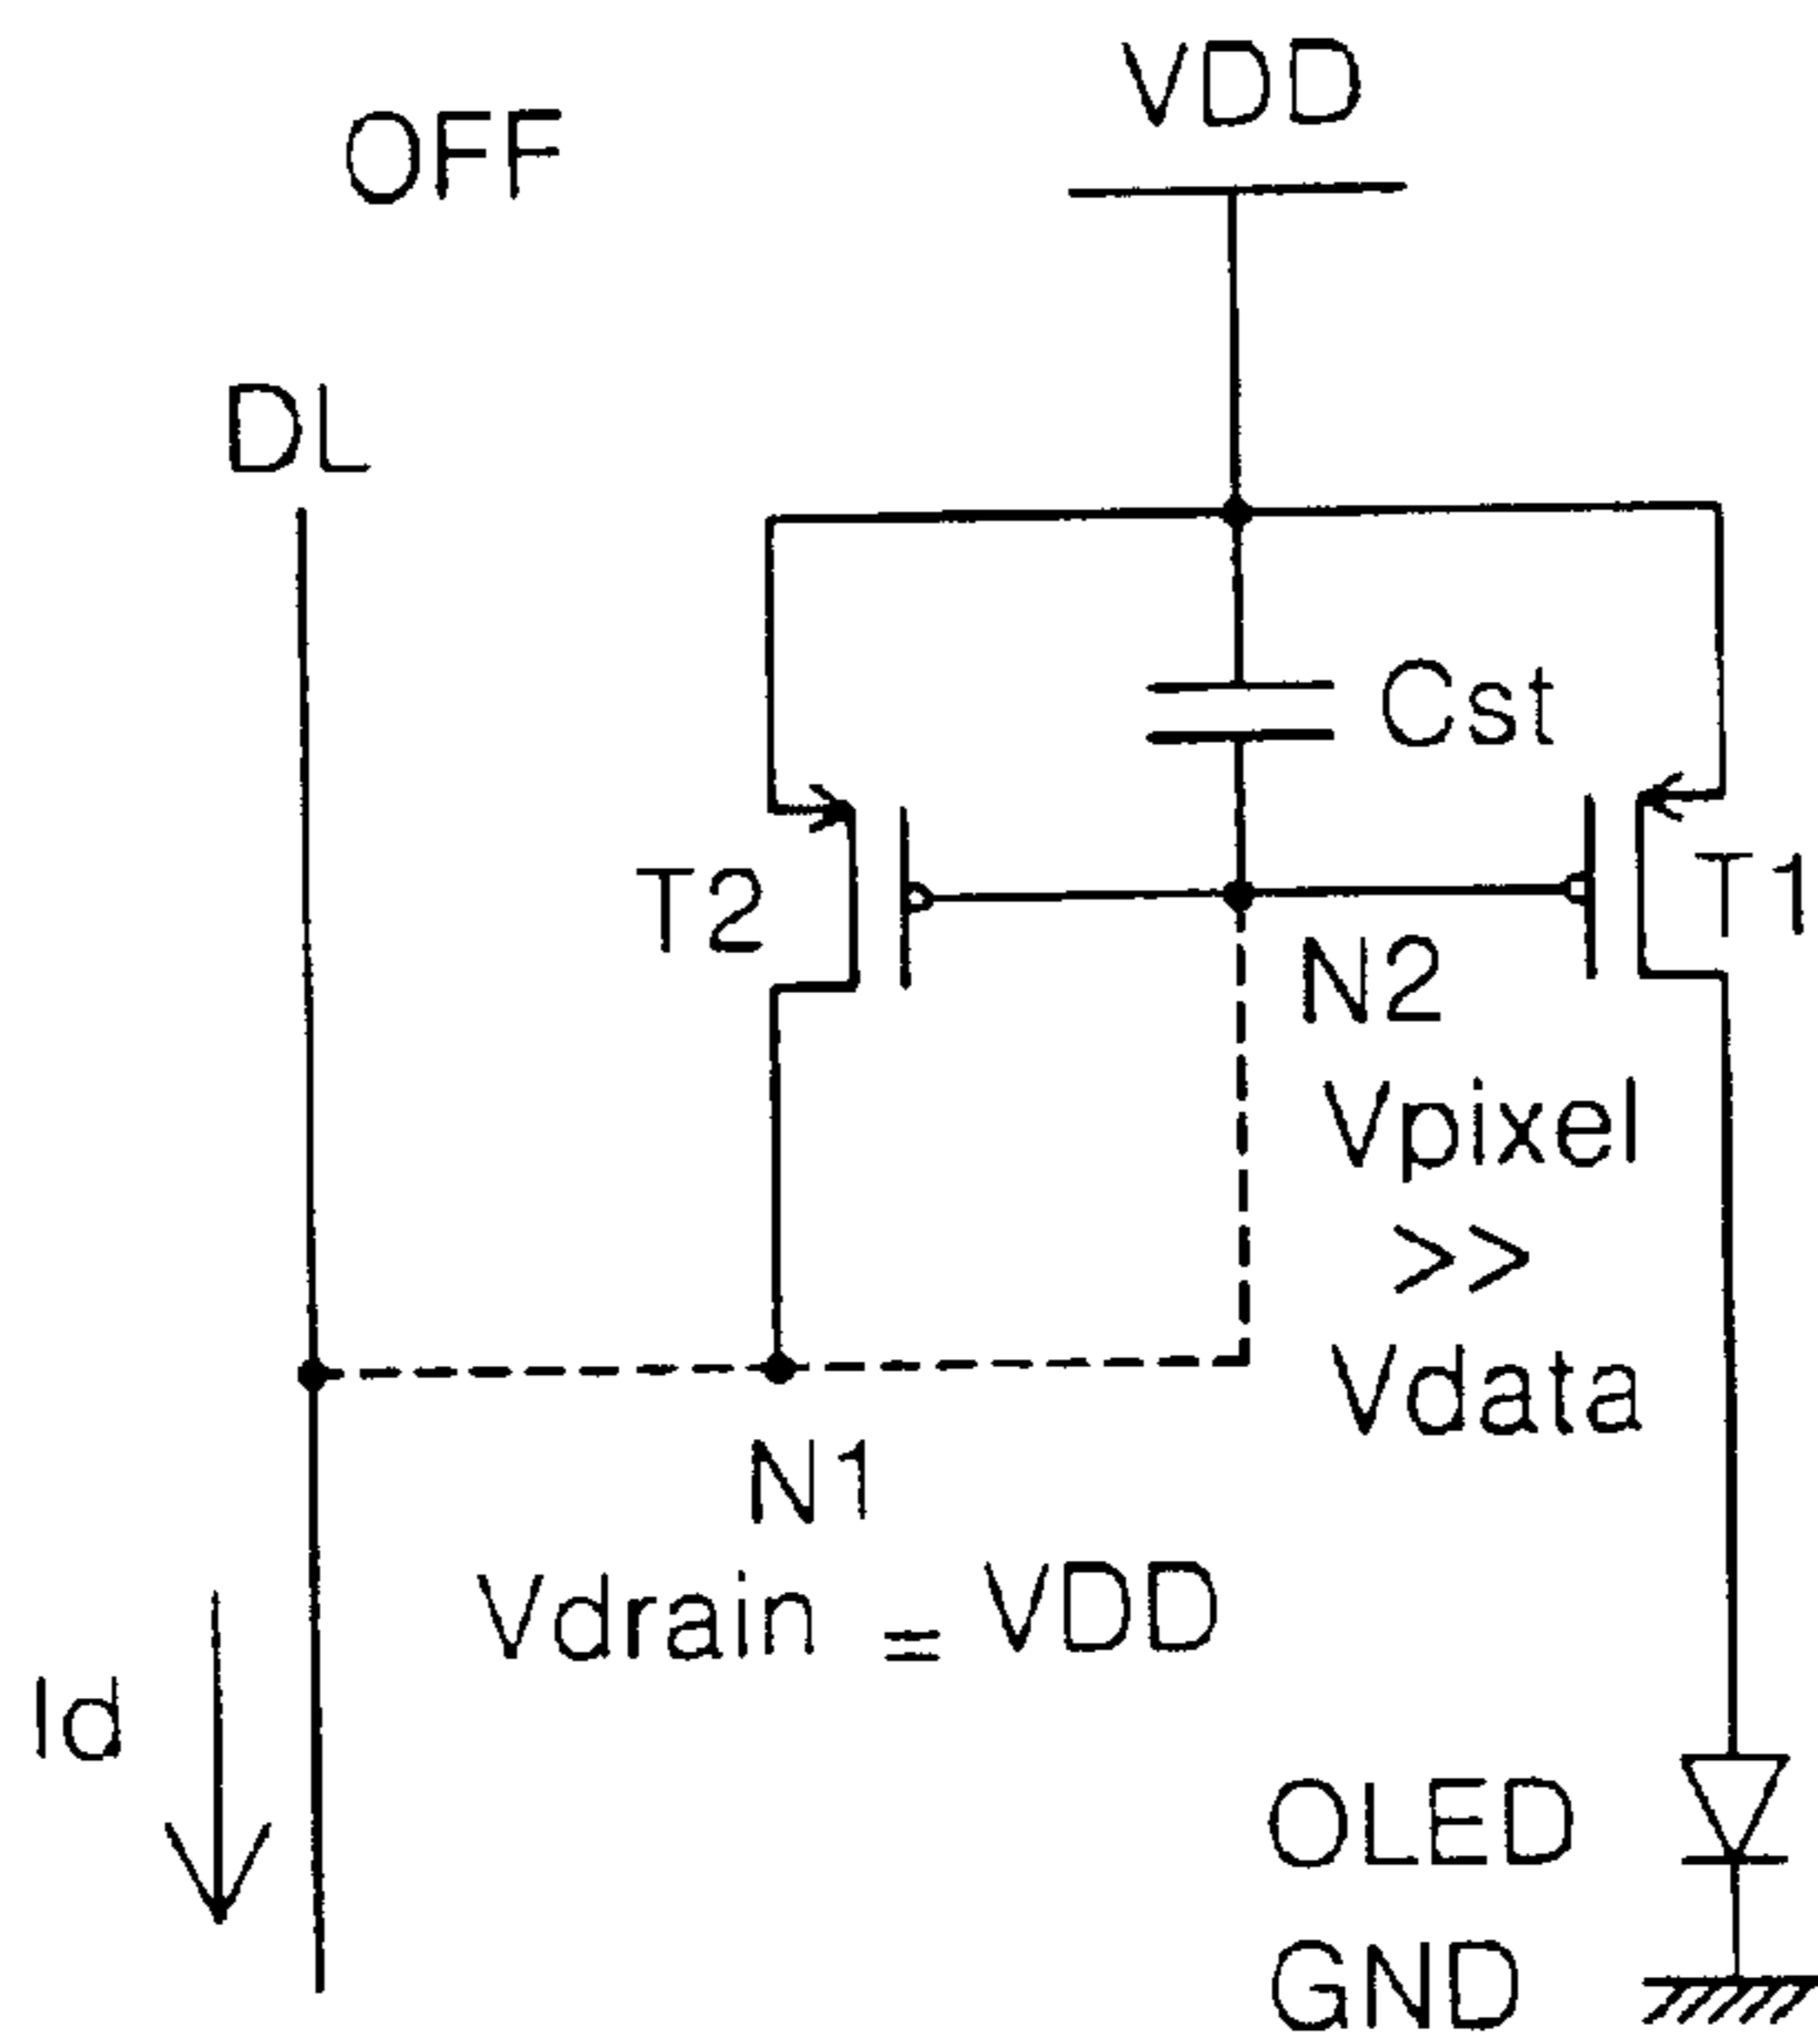 VDD
OFF
DL
Cst
T2
T1
N2
Vpixel
>>
Vdata
N1
Vdrain = VDD
Id
OLED
GND